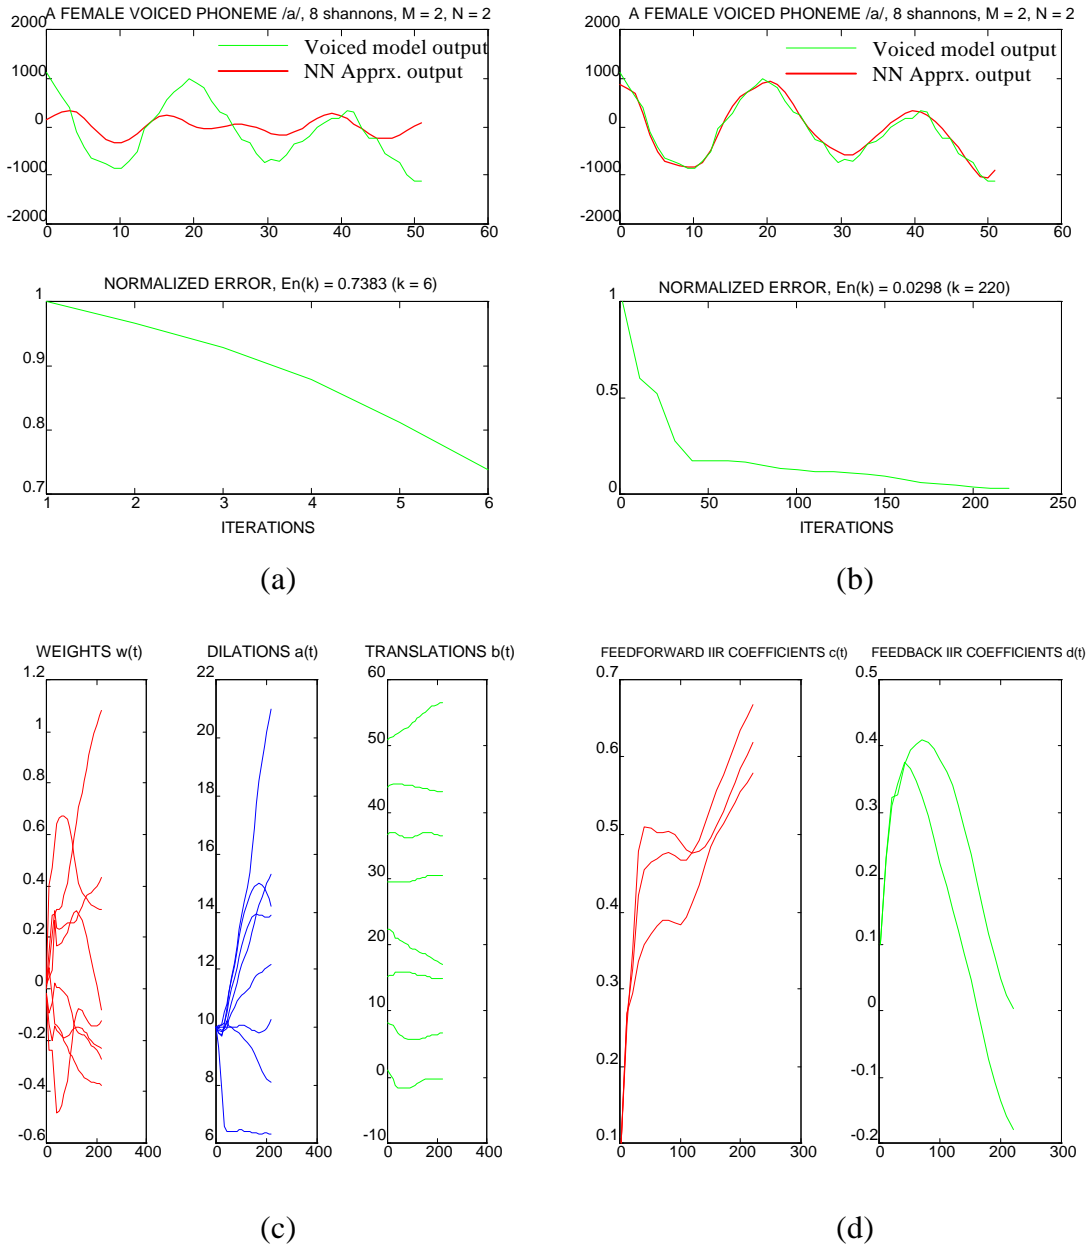 A FEMALE VOICED PHONEME /a/, 8 shannons, M = 2, N = 2
2000
1000
0
-1000
-2000
0 10 20 30 40 50 60
Voiced model output
NN Apprx. output
NORMALIZED ERROR, En(k) = 0.7383 (k = 6)
1
0.9
0.8
0.7
1 2 3 4 5 6
ITERATIONS
(a)
A FEMALE VOICED PHONEME /a/, 8 shannons, M = 2, N = 2
2000
1000
0
-1000
-2000
0 10 20 30 40 50 60
Voiced model output
NN Apprx. output
NORMALIZED ERROR, En(k) = 0.0298 (k = 220)
1
0.5
0
0 50 100 150 200 250
ITERATIONS
(b)
WEIGHTS w(t)
1.2
1
0.8
0.6
0.4
0.2
0
-0.2
-0.4
-0.6
0 200 400
DILATIONS a(t)
22
20
18
16
14
12
10
8
6
0 200 400
TRANSLATIONS b(t)
60
50
40
30
20
10
0
-10
0 200 400
(c)
FEEDFORWARD IIR COEFFICIENTS c(t)
0.7
0.6
0.5
0.4
0.3
0.2
0.1
0 100 200 300
FEEDBACK IIR COEFFICIENTS d(t)
0.5
0.4
0.3
0.2
0.1
0
-0.1
-0.2
0 100 200 300
(d)